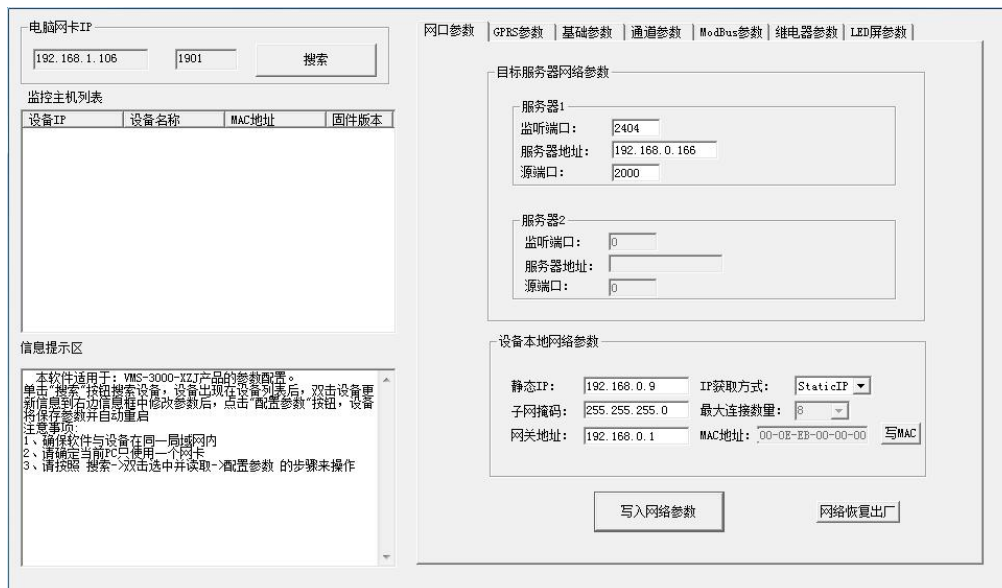 电脑网卡IP
192.168.1.106
1901
搜索
监控主机列表
设备IP
设备名称
MAC地址
固件版本
信息提示区
本软件适用于：VMS-3000-XZJ产品的参数配置。
单击“搜索”按钮搜索设备，设备出现在设备列表后，双击设备更
新信息到右边信息框中修改参数后，点击“配置参数”按钮，设备
将保存参数并自动重启
注意事项:
1、确保软件与设备在同一局域网内
2、请确定当前PC只使用一个网卡
3、请按照 搜索->双击选中并读取->配置参数 的步骤来操作
网口参数
GPRS参数
基础参数
通道参数
ModBus参数
继电器参数
LED屏参数
目标服务器网络参数
服务器1
监听端口： 2404
服务器地址: 192.168.0.166
源端口： 2000
服务器2
监听端口： 0
服务器地址:
源端口： 0
设备本地网络参数
静态IP： 192.168.0.9 IP获取方式： StaticIP
子网掩码： 255.255.255.0 最大连接数量： 8
网关地址： 192.168.0.1 MAC地址: 00-0E-EB-00-00-00 写MAC
写入网络参数
网络恢复出厂